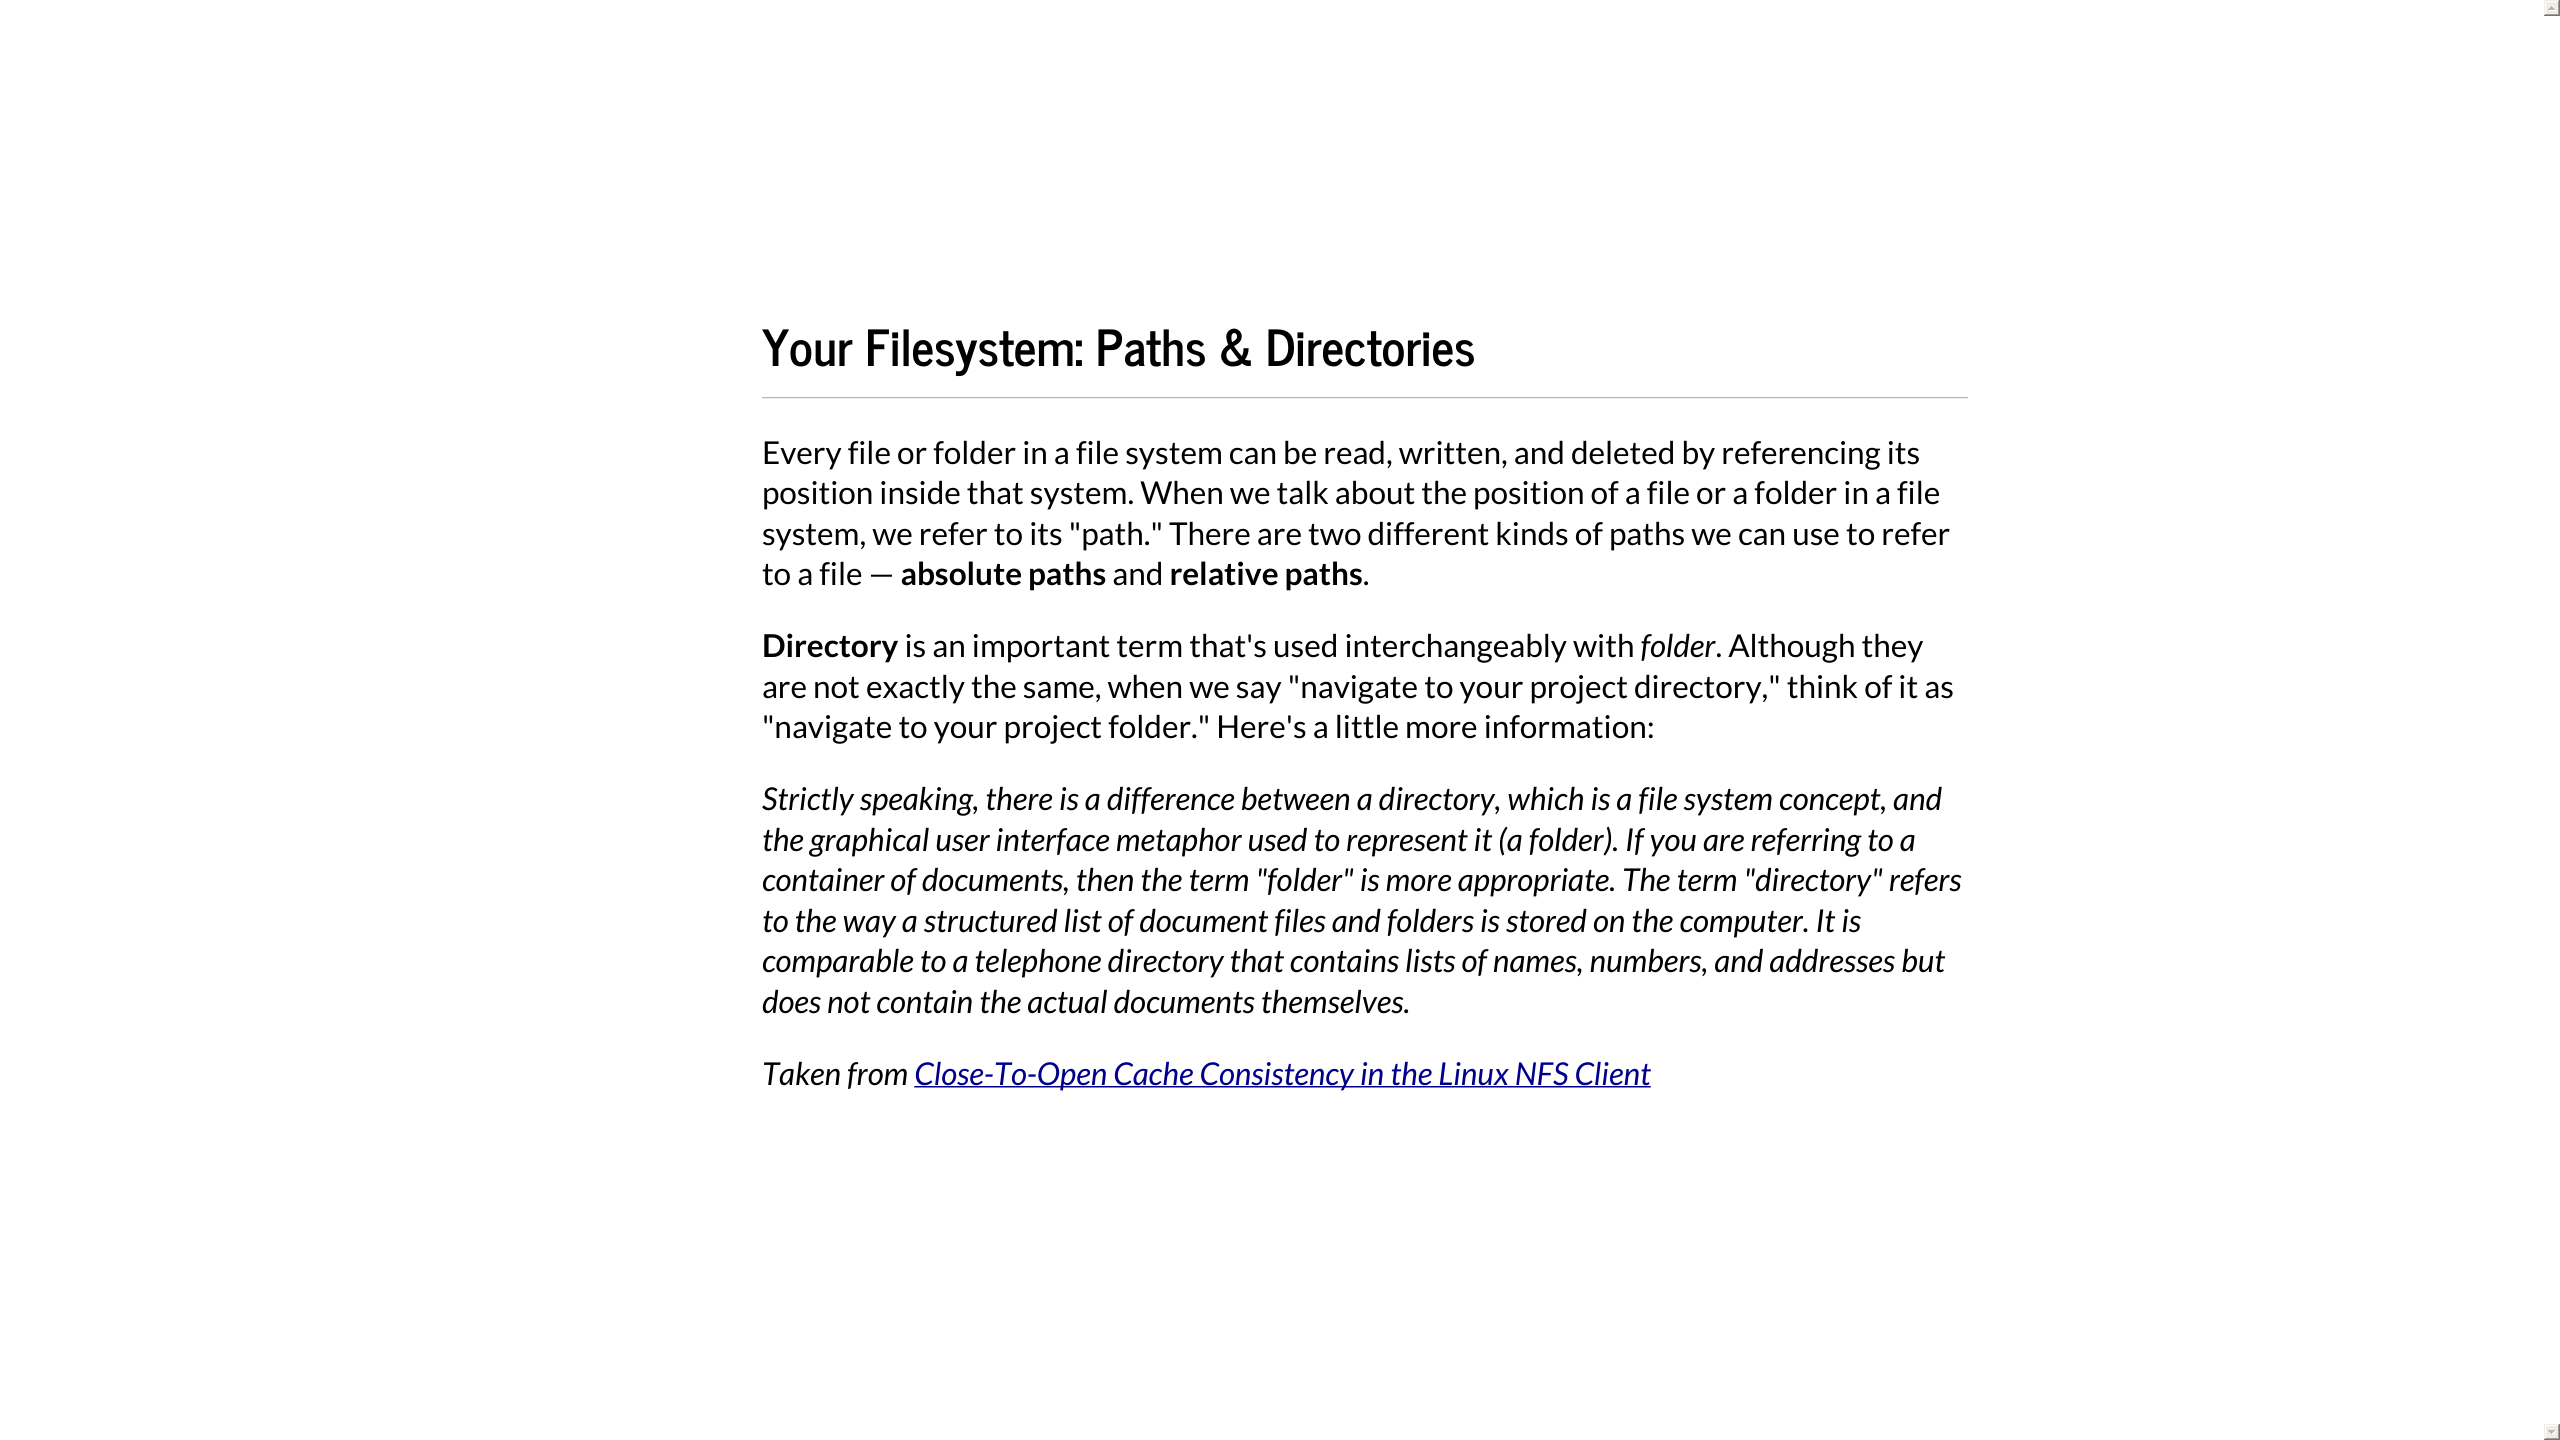 Your Filesystem: Paths & Directories
Every file or folder in a file system can be read, written, and deleted by referencing its
position inside that system. When we talk about the position of a file or a folder in a file
system, we refer to its "path." There are two different kinds of paths we can use to refer
to a file — absolute paths and relative paths.
Directory is an important term that's used interchangeably with folder. Although they
are not exactly the same, when we say "navigate to your project directory," think of it as
"navigate to your project folder." Here's a little more information:
Strictly speaking, there is a difference between a directory, which is a file system concept, and
the graphical user interface metaphor used to represent it (a folder). If you are referring to a
container of documents, then the term "folder" is more appropriate. The term "directory" refers
to the way a structured list of document files and folders is stored on the computer. It is
comparable to a telephone directory that contains lists of names, numbers, and addresses but
does not contain the actual documents themselves.
Taken from Close-To-Open Cache Consistency in the Linux NFS Client